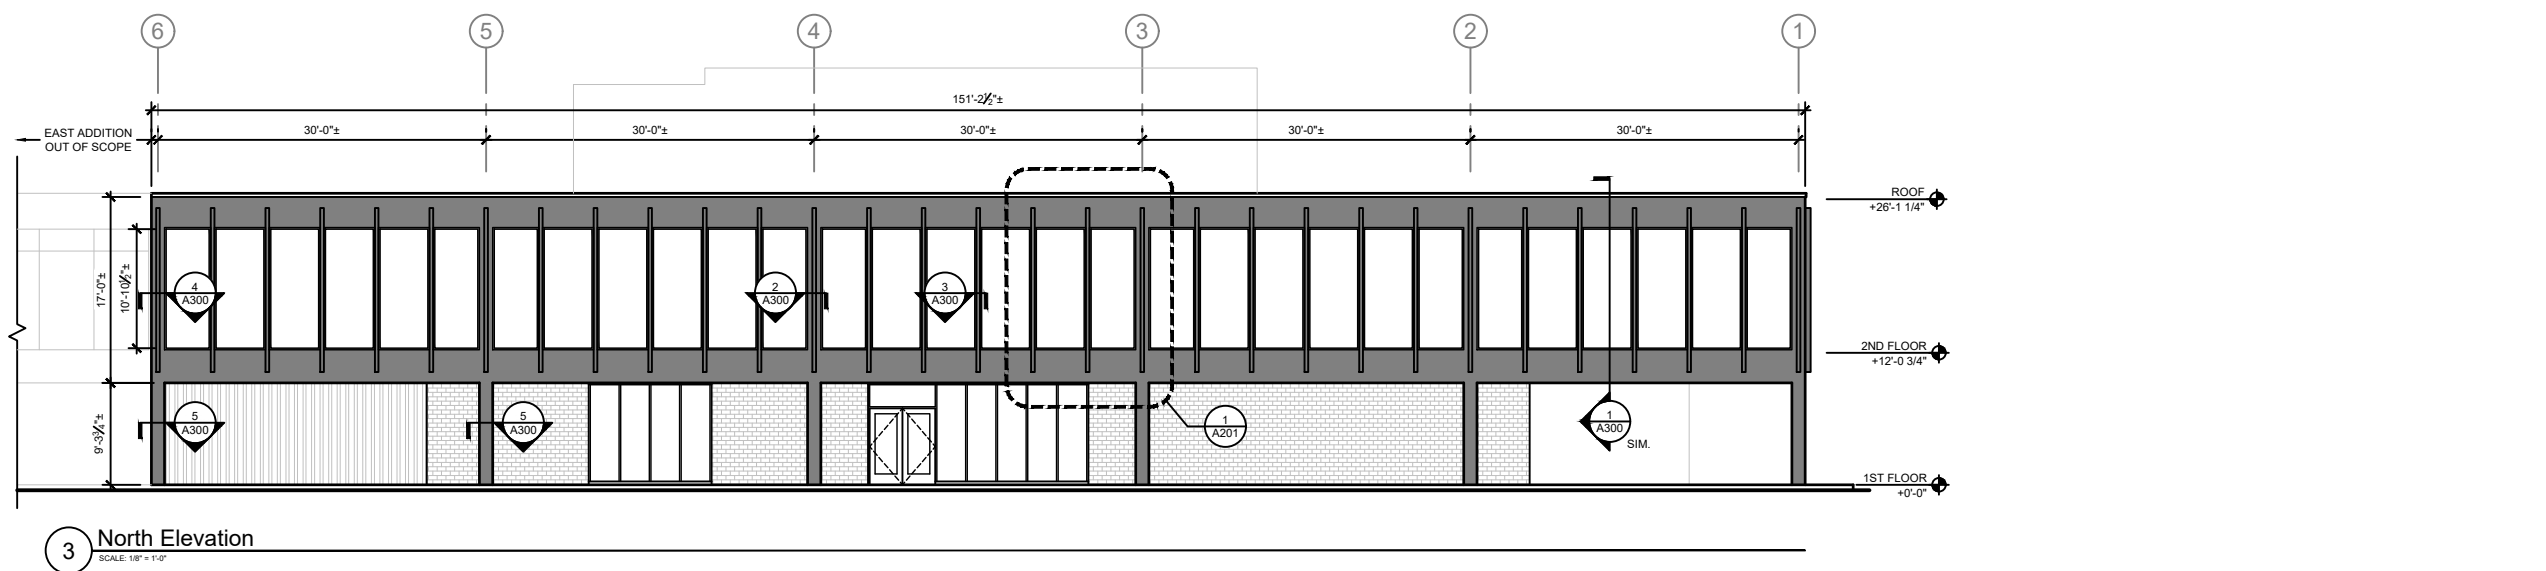 6 5 4 3 2 1
151'-2½"±
EAST ADDITION
OUT OF SCOPE
30'-0"± 30'-0"± 30'-0"± 30'-0"± 30'-0"±
ROOF
+26'-1 1/4"
17'-0"±
10'-10½"±
4
A300
2
A300
3
A300
2ND FLOOR
+12'-0 3/4"
9'-3¾"±
5
A300
5
A300
1
A201
1
A300
SIM.
1ST FLOOR
+0'-0"
3
North Elevation
SCALE: 1/8" = 1'-0"